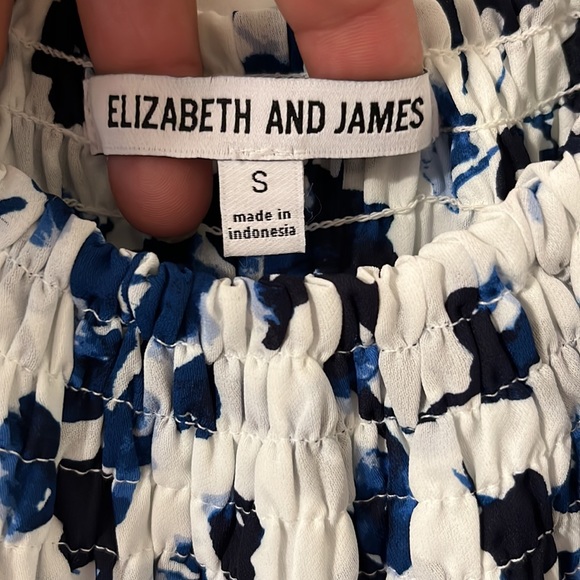 ELIZABETH AND JAMES
S
made in
indonesia